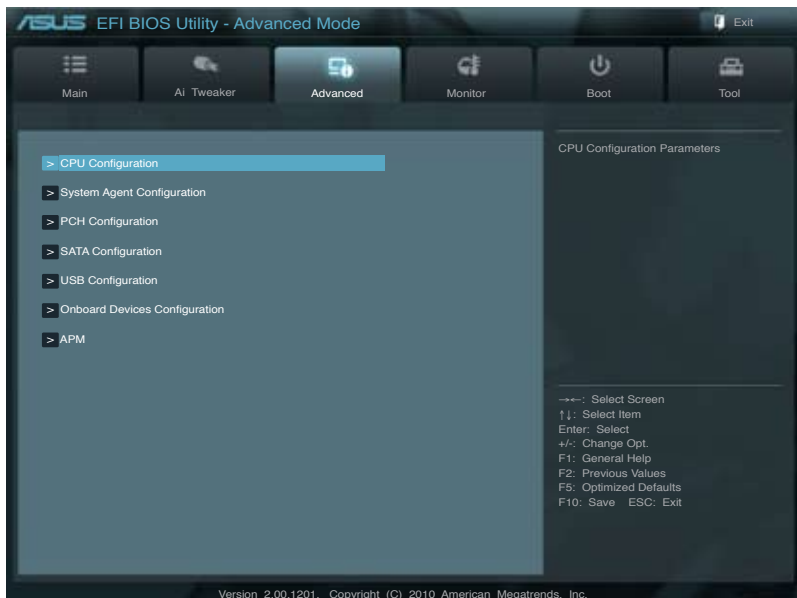 ASUS EFI BIOS Utility - Advanced Mode
Exit
Main
Ai Tweaker
Advanced
Monitor
Boot
Tool
> CPU Configuration
> System Agent Configuration
> PCH Configuration
> SATA Configuration
> USB Configuration
> Onboard Devices Configuration
> APM
CPU Configuration Parameters
→←: Select Screen
↑↓: Select Item
Enter: Select
+/-: Change Opt.
F1: General Help
F2: Previous Values
F5: Optimized Defaults
F10: Save ESC: Exit
Version 2.00.1201. Copyright (C) 2010 American Megatrends, Inc.